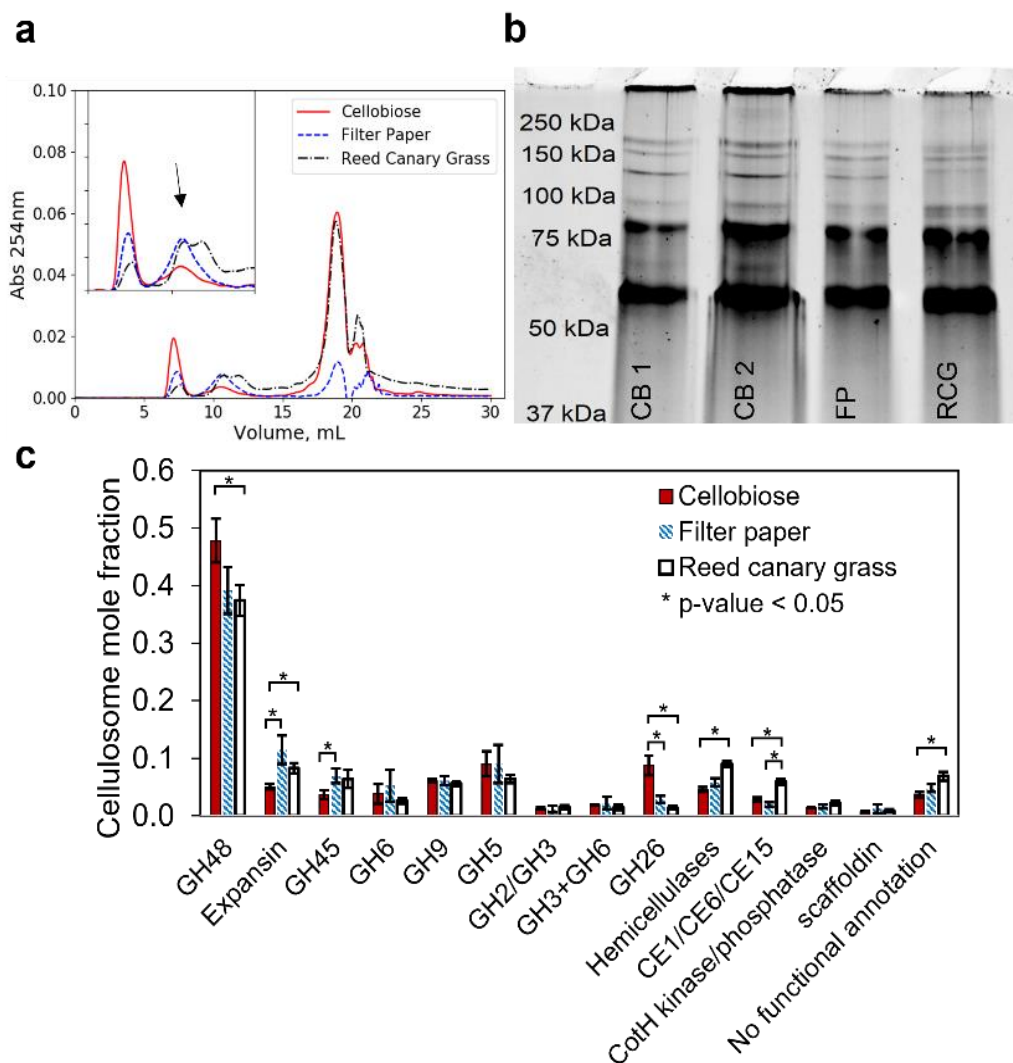 a
0.10
0.08
0.06
0.04
0.02
0.00
Abs 254nm
0
5
10
15
20
25
30
Volume, mL
Cellobiose
Filter Paper
Reed Canary Grass
b
250 kDa
150 kDa
100 kDa
75 kDa
50 kDa
37 kDa
CB 1
CB 2
FP
RCG
c
Cellulosome mole fraction
0.6
0.5
0.4
0.3
0.2
0.1
0.0
Cellobiose
Filter paper
Reed canary grass
* p-value < 0.05
*
*
*
*
*
*
*
*
*
*
GH48
Expansin
GH45
GH6
GH9
GH5
GH2/GH3
GH3+GH6
GH26
Hemicellulases
CE1/CE6/CE15
CotH kinase/phosphatase
scaffoldin
No functional annotation